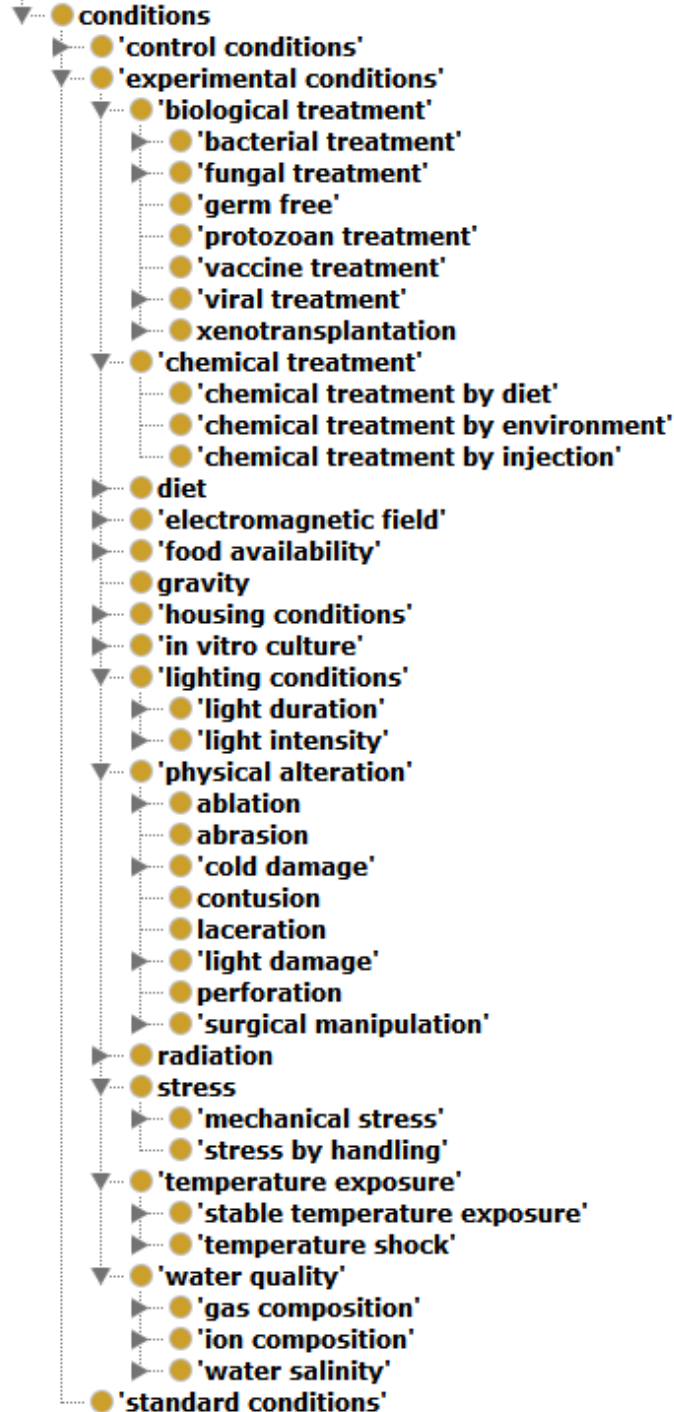 conditions
'control conditions'
'experimental conditions'
'biological treatment'
'bacterial treatment'
'fungal treatment'
'germ free'
'protozoan treatment'
'vaccine treatment'
'viral treatment'
xenotransplantation
'chemical treatment'
'chemical treatment by diet'
'chemical treatment by environment'
'chemical treatment by injection'
diet
'electromagnetic field'
'food availability'
gravity
'housing conditions'
'in vitro culture'
'lighting conditions'
'light duration'
'light intensity'
'physical alteration'
ablation
abrasion
'cold damage'
contusion
laceration
'light damage'
perforation
'surgical manipulation'
radiation
stress
'mechanical stress'
'stress by handling'
'temperature exposure'
'stable temperature exposure'
'temperature shock'
'water quality'
'gas composition'
'ion composition'
'water salinity'
'standard conditions'